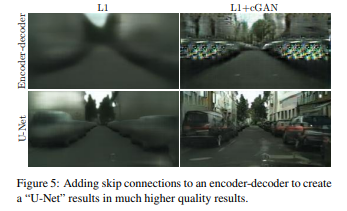 L1
L1+cGAN
Encoder-decoder
U-Net
Figure 5: Adding skip connections to an encoder-decoder to create
a “U-Net” results in much higher quality results.